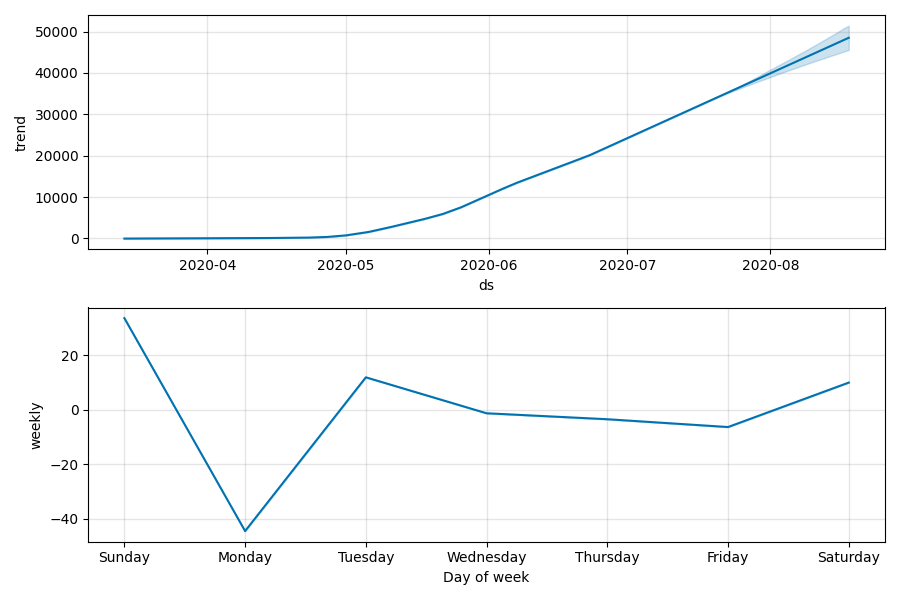 50000
40000
30000
20000
10000
0
trend
2020-04 2020-05 2020-06 2020-07 2020-08
ds
20
0
−20
−40
weekly
Sunday Monday Tuesday Wednesday Thursday Friday Saturday
Day of week